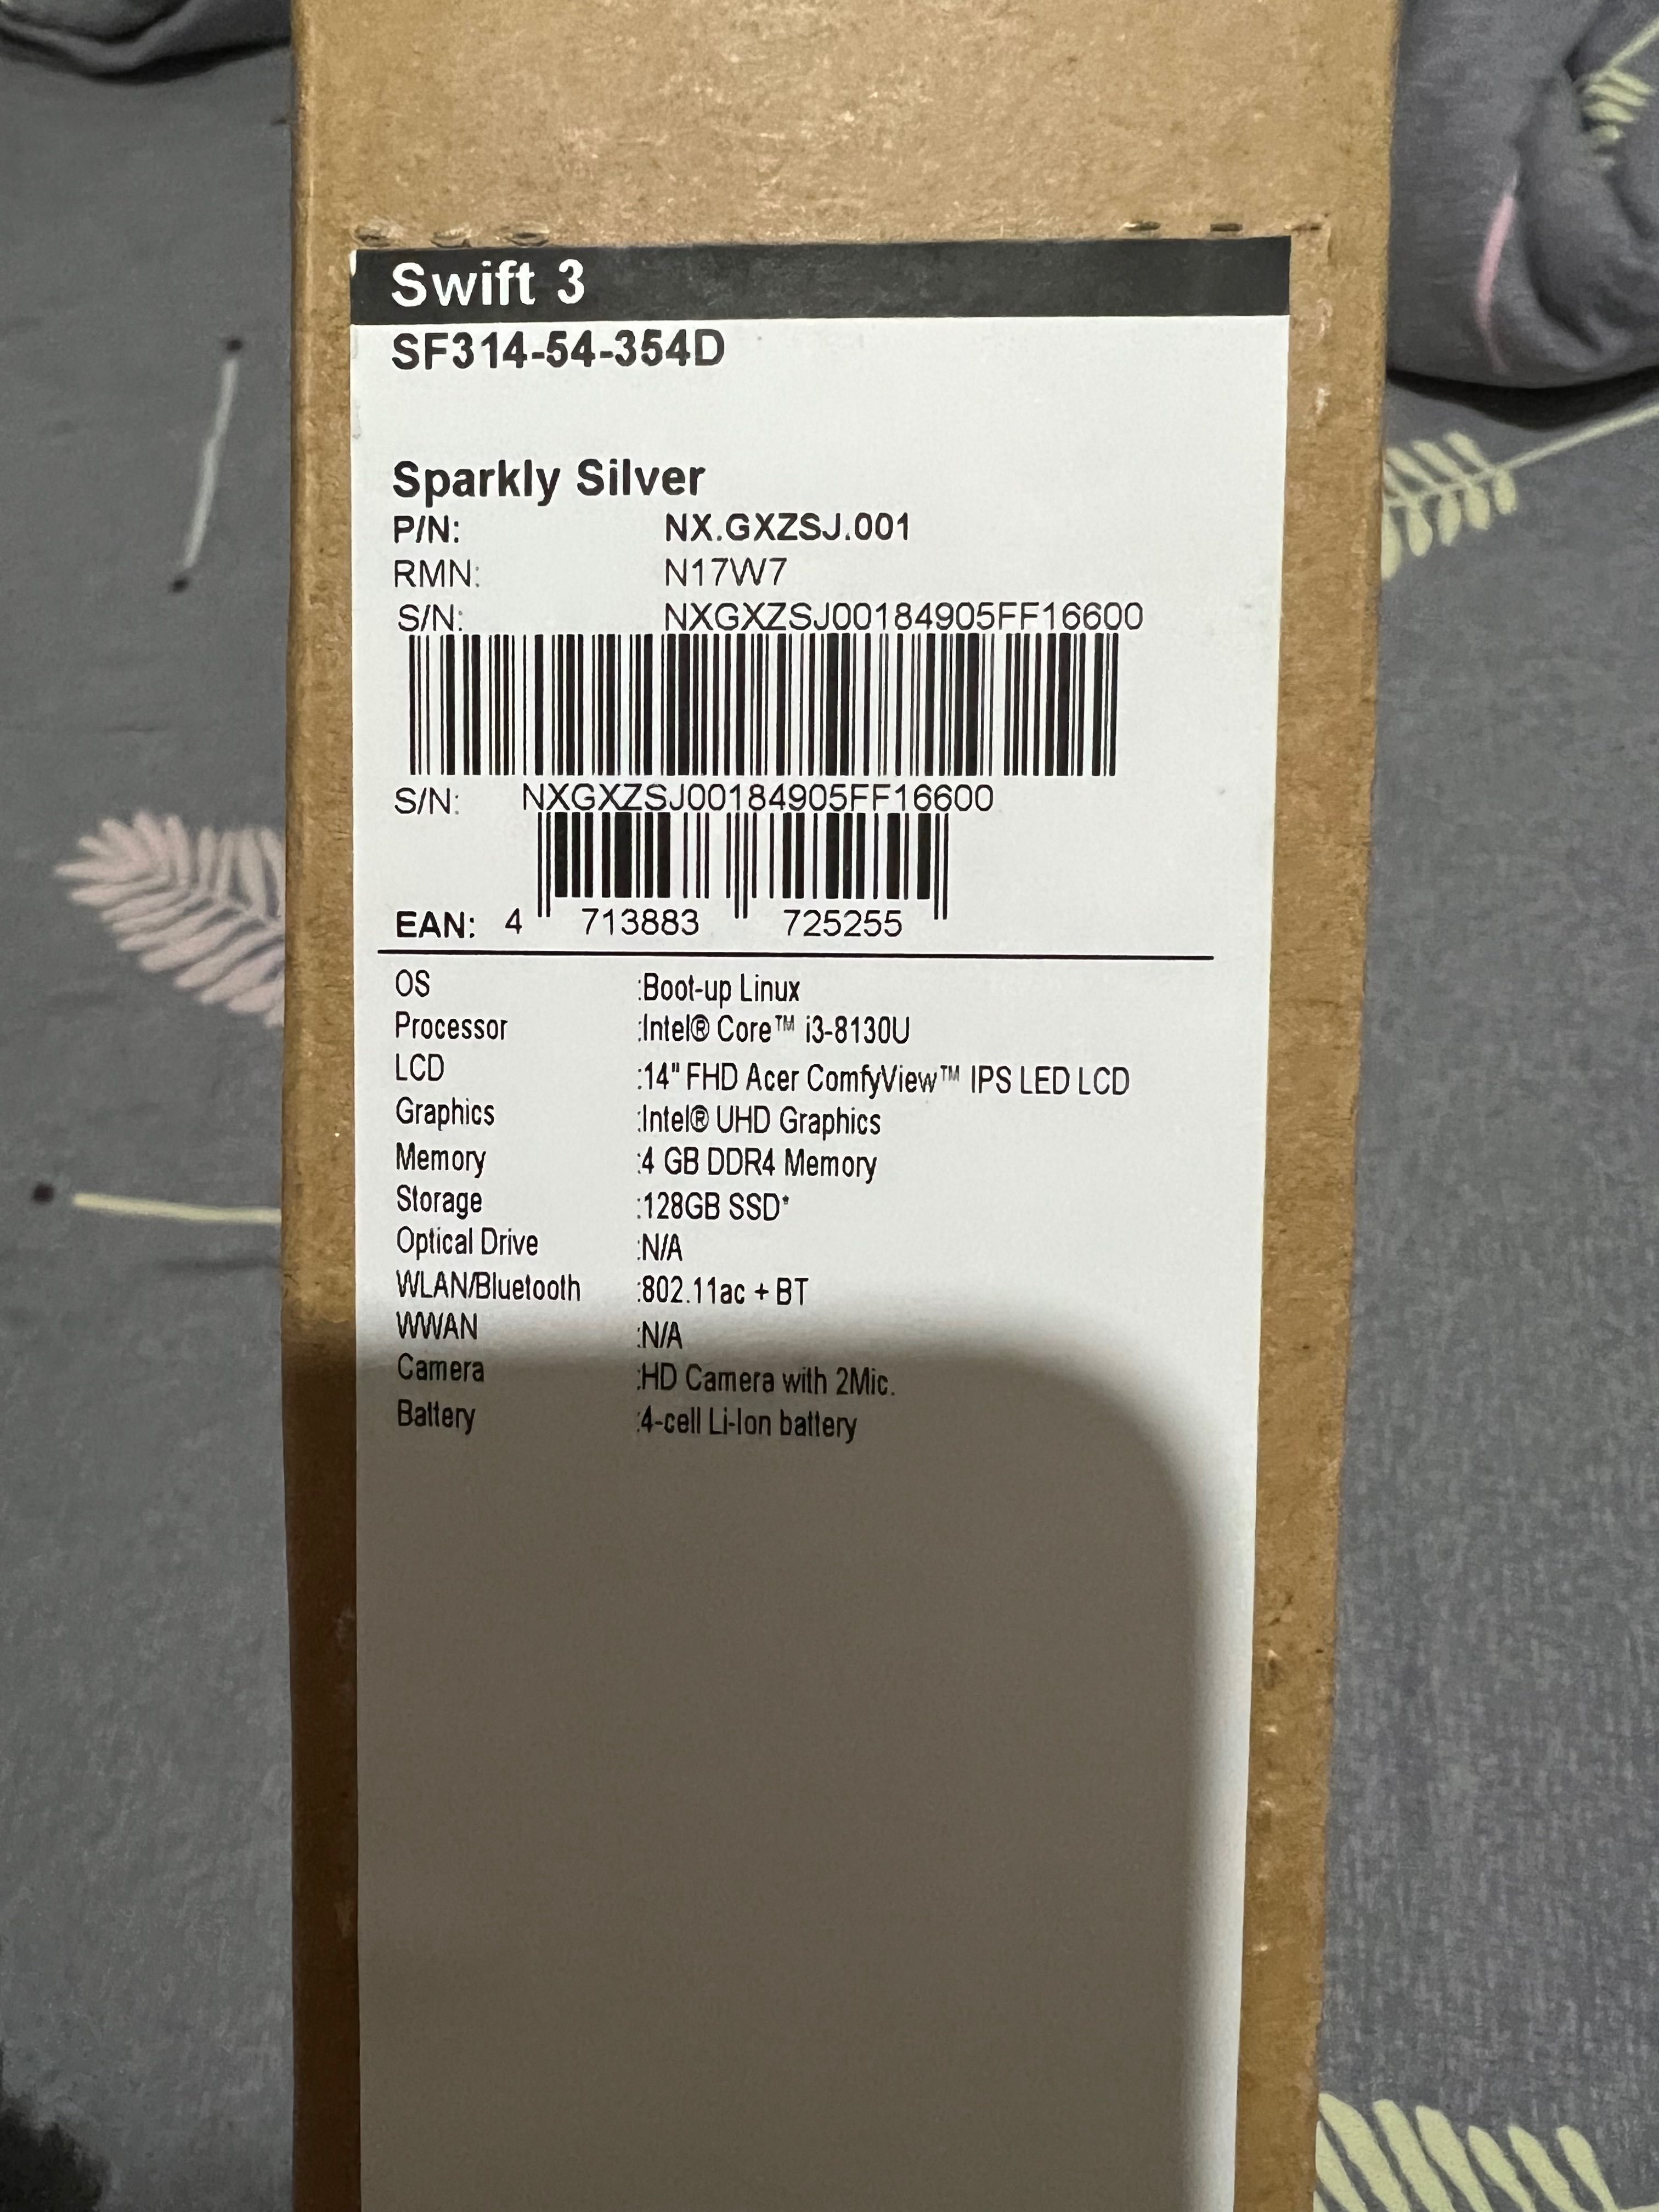 Swift 3
SF314-54-354D
Sparkly Silver
P/N: NX.GXZSJ.001
RMN: N17W7
S/N: NXGXZSJ00184905FF16600
S/N: NXGXZSJ00184905FF16600
EAN: 4 713883 725255
OS :Boot-up Linux
Processor :Intel® Core™ i3-8130U
LCD :14" FHD Acer ComfyView™ IPS LED LCD
Graphics :Intel® UHD Graphics
Memory :4 GB DDR4 Memory
Storage :128GB SSD*
Optical Drive :N/A
WLAN/Bluetooth :802.11ac + BT
WWAN :N/A
Camera :HD Camera with 2Mic.
Battery :4-cell Li-Ion battery